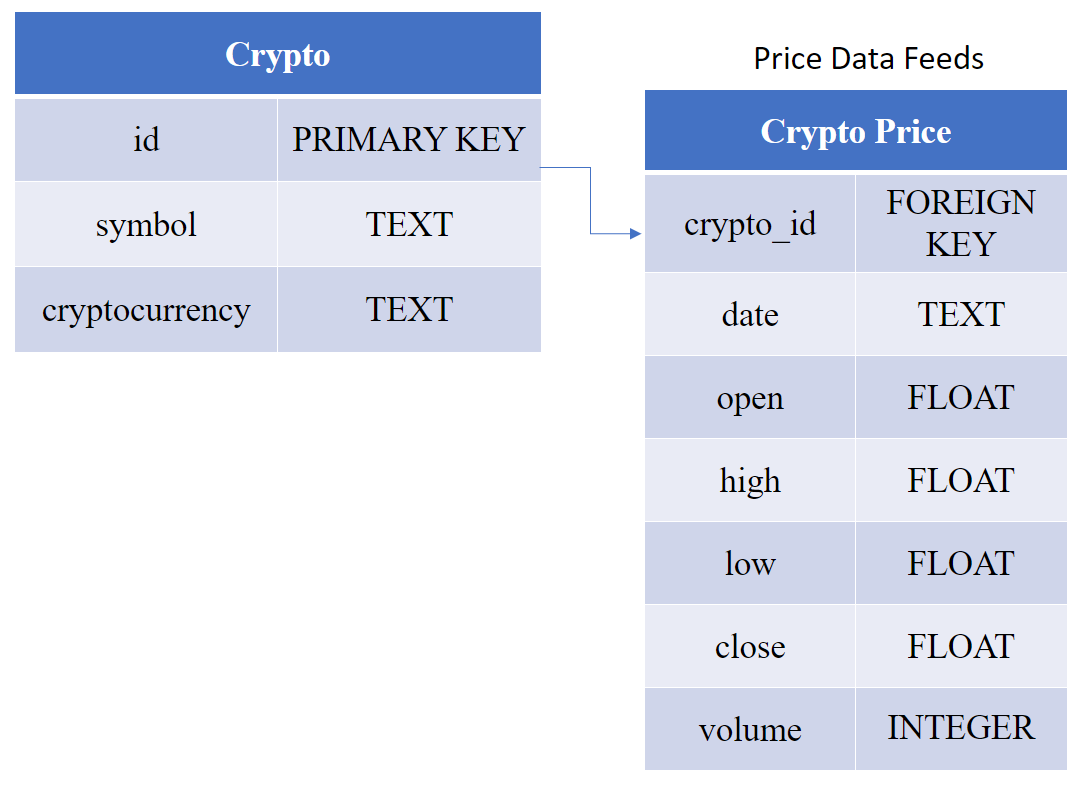 Crypto
id PRIMARY KEY
symbol TEXT
cryptocurrency TEXT
Price Data Feeds
Crypto Price
crypto_id FOREIGN KEY
date TEXT
open FLOAT
high FLOAT
low FLOAT
close FLOAT
volume INTEGER